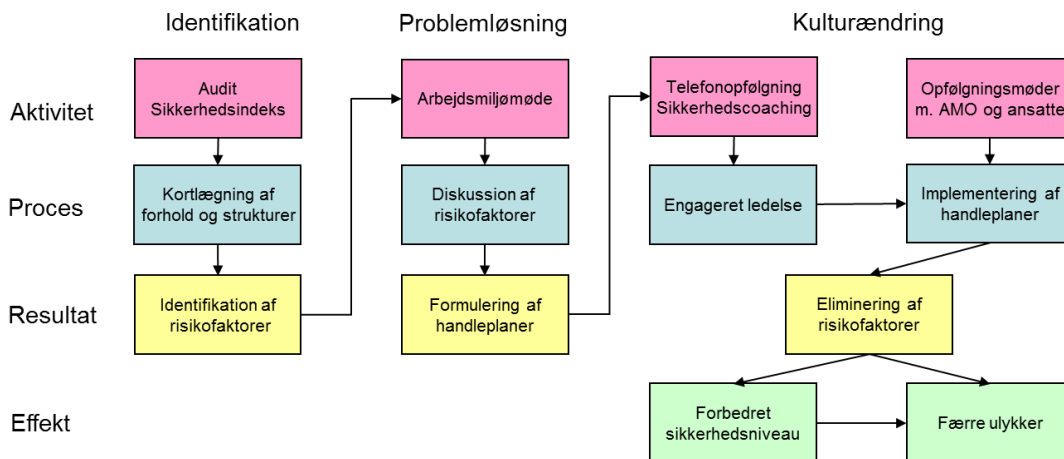 Identifikation
Problemløsning
Kulturændring
Aktivitet
Audit
Sikkerhedsindeks
Arbejdsmiljømøde
Telefonopfølgning
Sikkerhedscoaching
Opfølgningsmøder
m. AMO og ansatte
Proces
Kortlægning af
forhold og strukturer
Diskussion af
risikofaktorer
Engageret ledelse
Implementering af
handleplaner
Resultat
Identifikation af
risikofaktorer
Formulering af
handleplaner
Eliminering af
risikofaktorer
Effekt
Forbedret
sikkerhedsniveau
Færre ulykker